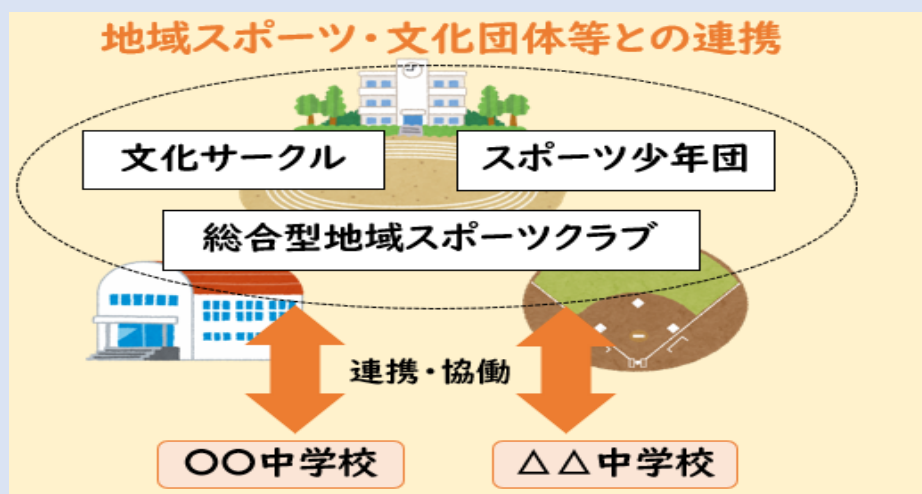 地域スポーツ・文化団体等との連携
文化サークル
スポーツ少年団
総合型地域スポーツクラブ
連携・協働
〇〇中学校
△△中学校